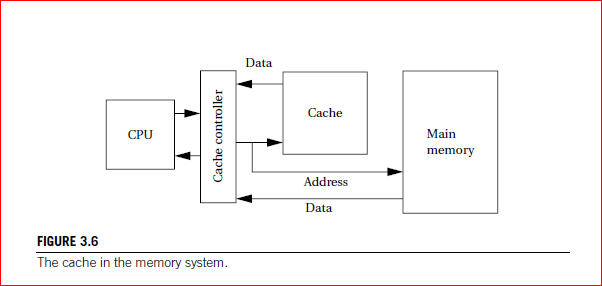 Data
CPU
Cache controller
Cache
Main
memory
Address
Data
FIGURE 3.6
The cache in the memory system.